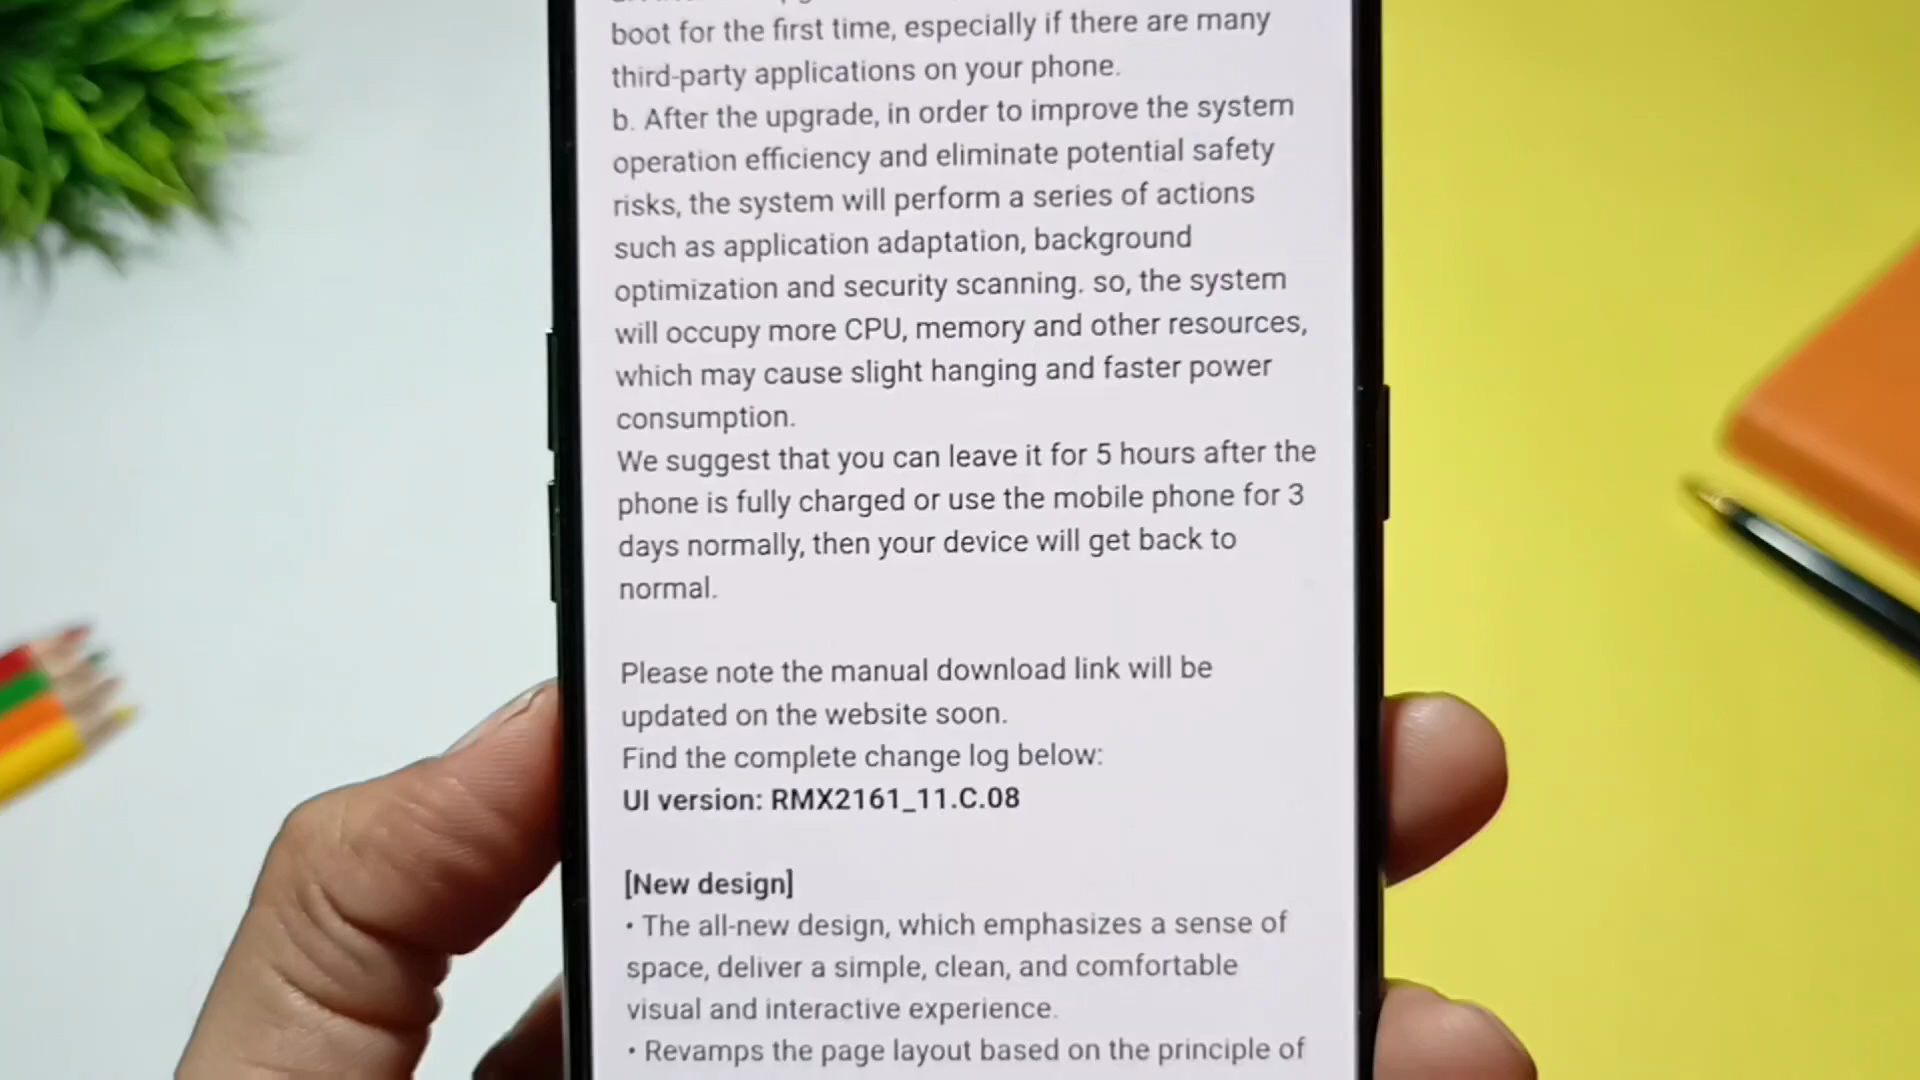 boot for the first time, especially if there are many
third-party applications on your phone.
b. After the upgrade, in order to improve the system
operation efficiency and eliminate potential safety
risks, the system will perform a series of actions
such as application adaptation, background
optimization and security scanning. so, the system
will occupy more CPU, memory and other resources,
which may cause slight hanging and faster power
consumption.
We suggest that you can leave it for 5 hours after the
phone is fully charged or use the mobile phone for 3
days normally, then your device will get back to
normal.
Please note the manual download link will be
updated on the website soon.
Find the complete change log below:
UI version: RMX2161_11.C.08
[New design]
• The all-new design, which emphasizes a sense of
space, deliver a simple, clean, and comfortable
visual and interactive experience.
• Revamps the page layout based on the principle of